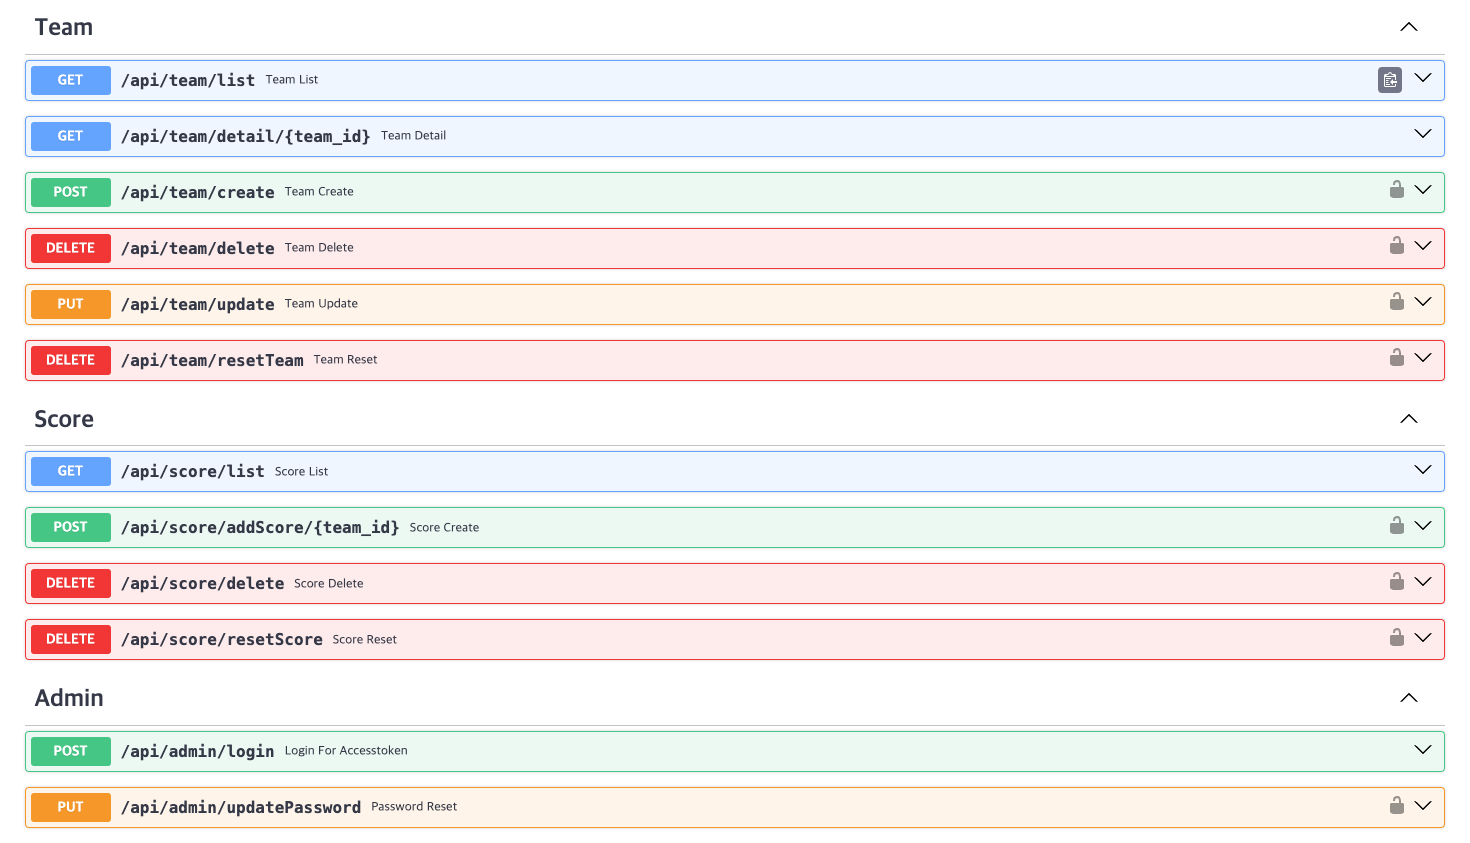 Team
GET /api/team/list Team List
GET /api/team/detail/{team_id} Team Detail
POST /api/team/create Team Create
DELETE /api/team/delete Team Delete
PUT /api/team/update Team Update
DELETE /api/team/resetTeam Team Reset
Score
GET /api/score/list Score List
POST /api/score/addScore/{team_id} Score Create
DELETE /api/score/delete Score Delete
DELETE /api/score/resetScore Score Reset
Admin
POST /api/admin/login Login For Accesstoken
PUT /api/admin/updatePassword Password Reset